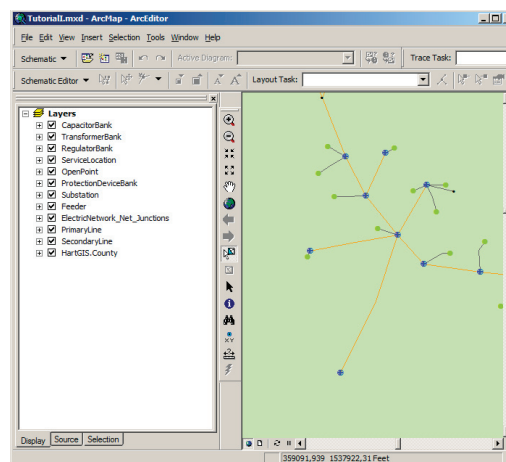 TutorialI.mxd - ArcMap - ArcEditor
File Edit View Insert Selection Tools Window Help
Schematic Active Diagram: Trace Task:
Schematic Editor Layout Task:
Layers
CapacitorBank
TransformerBank
RegulatorBank
ServiceLocation
OpenPoint
ProtectionDeviceBank
Substation
Feeder
ElectricNetwork_Net_Junctions
PrimaryLine
SecondaryLine
HartGIS.County
XY
Display Source Selection
359091,939 1537922,31 Feet